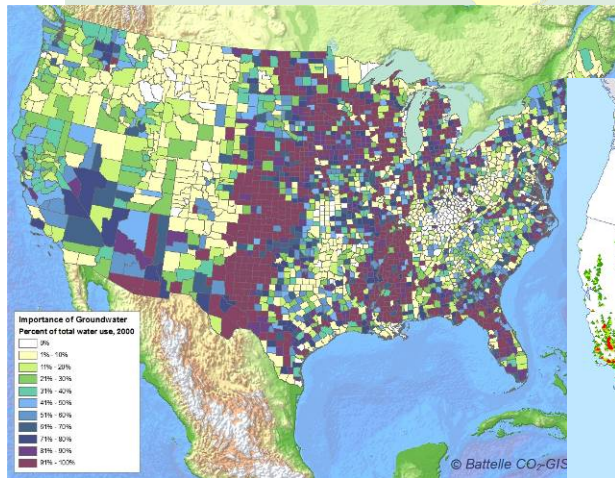 Importance of Groundwater
Percent of total water use, 2000
0%
1% - 10%
11% - 20%
21% - 30%
31% - 40%
41% - 50%
51% - 60%
61% - 70%
71% - 80%
81% - 90%
91% - 100%
© Battelle CO₂-GIS